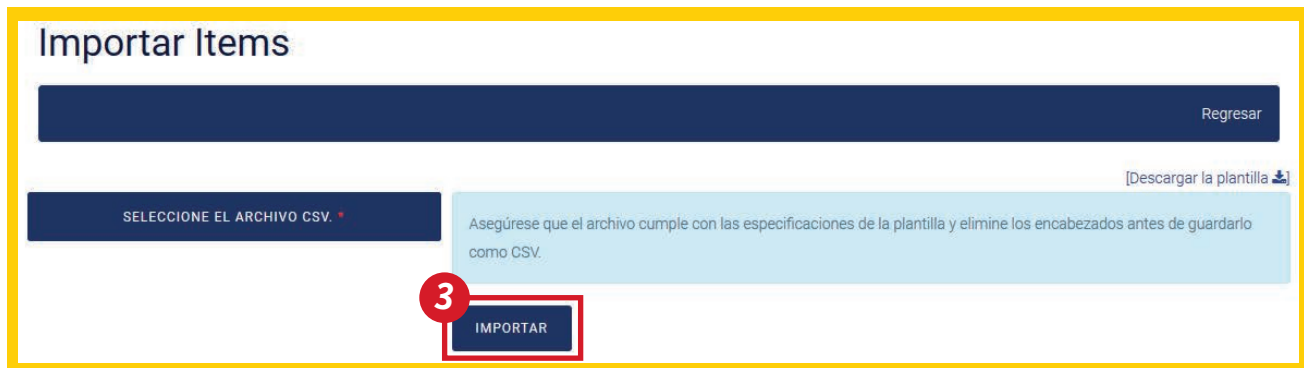 Importar Items
Regresar
[Descargar la plantilla]
SELECCIONE EL ARCHIVO CSV. *
Asegúrese que el archivo cumple con las especificaciones de la plantilla y elimine los encabezados antes de guardarlo
como CSV.
3
IMPORTAR